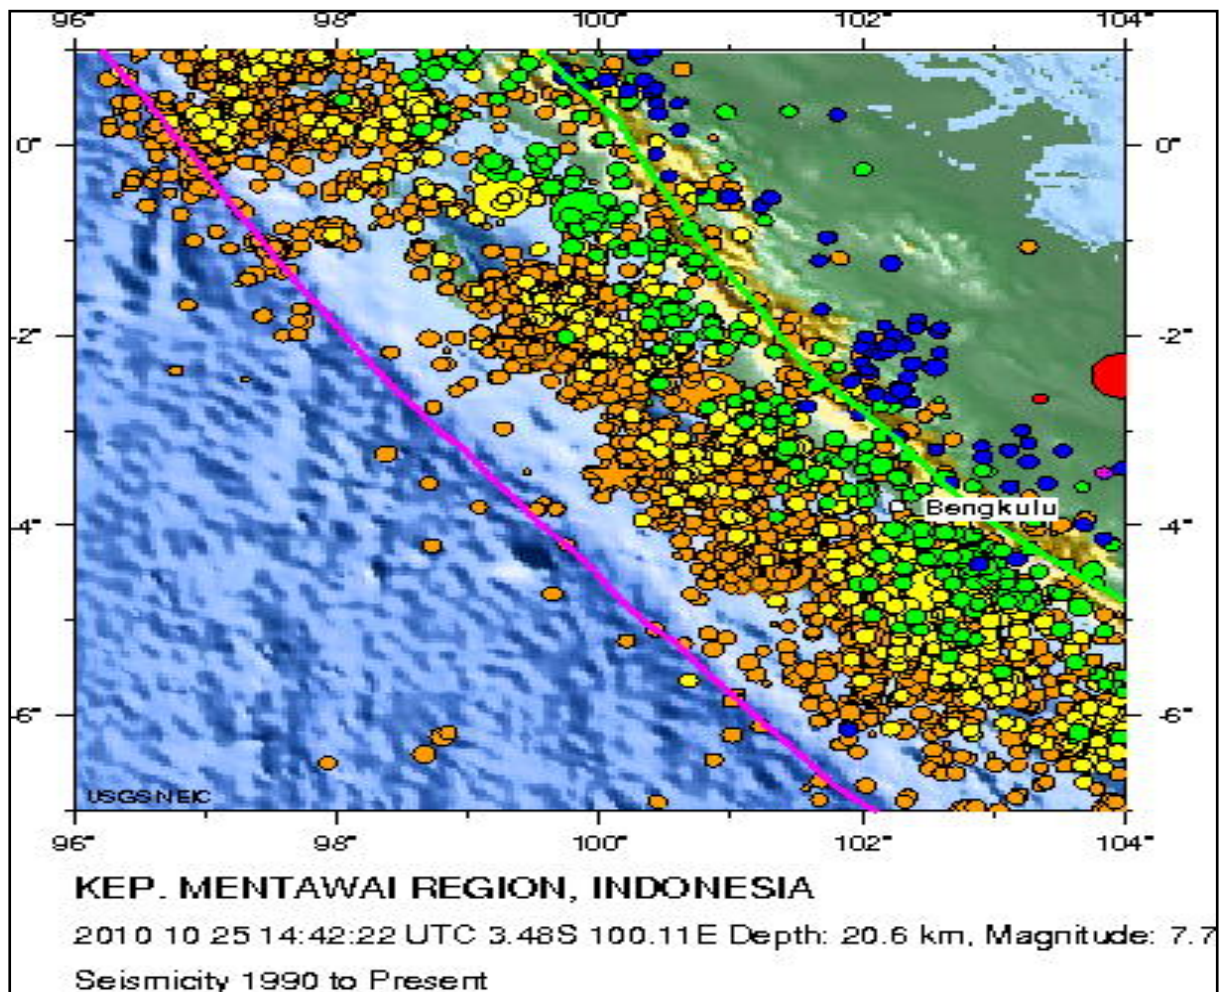 96° 98° 100° 102° 104°
0° 0°
-2° -2°
Bengkulu
-4° -4°
-6° -6°
USGS NEIC
96° 98° 100° 102° 104°
KEP. MENTAWAI REGION, INDONESIA
2010 10 25 14:42:22 UTC 3.48S 100.11E Depth: 20.6 km, Magnitude: 7.7
Seismicity 1990 to Present